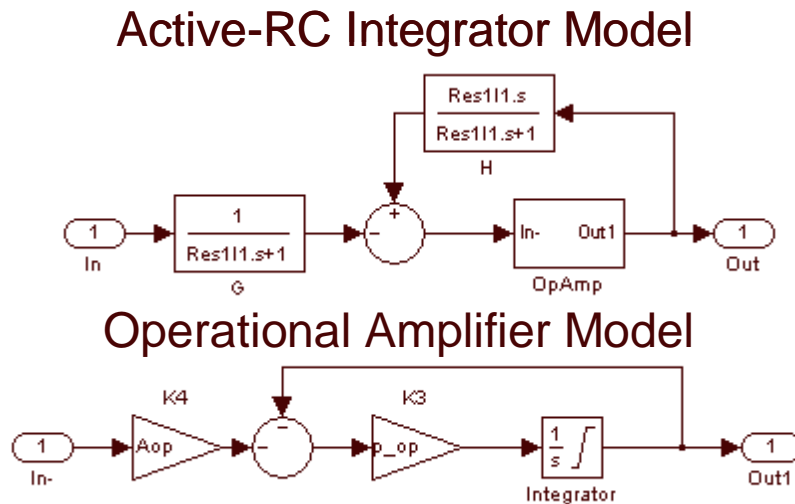 Active-RC Integrator Model
Res1I1.s
Res1I1.s+1
H
1
In
1
Res1I1.s+1
G
+
−
In-
Out1
OpAmp
1
Out
Operational Amplifier Model
K4
K3
1
In-
Aop
−
−
p_op
1
s
Integrator
1
Out1